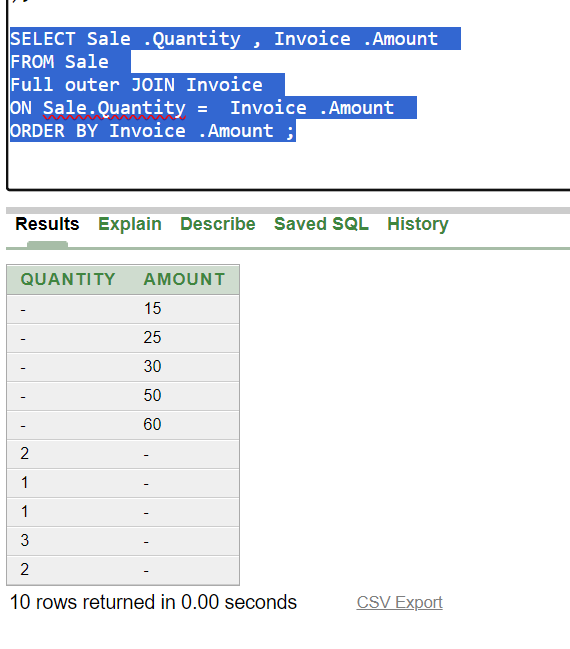 SELECT Sale .Quantity , Invoice .Amount
FROM Sale
Full outer JOIN Invoice
ON Sale.Quantity =  Invoice .Amount
ORDER BY Invoice .Amount ;
Results Explain Describe Saved SQL History
QUANTITY AMOUNT
- 15
- 25
- 30
- 50
- 60
2 -
1 -
1 -
3 -
2 -
10 rows returned in 0.00 seconds CSV Export